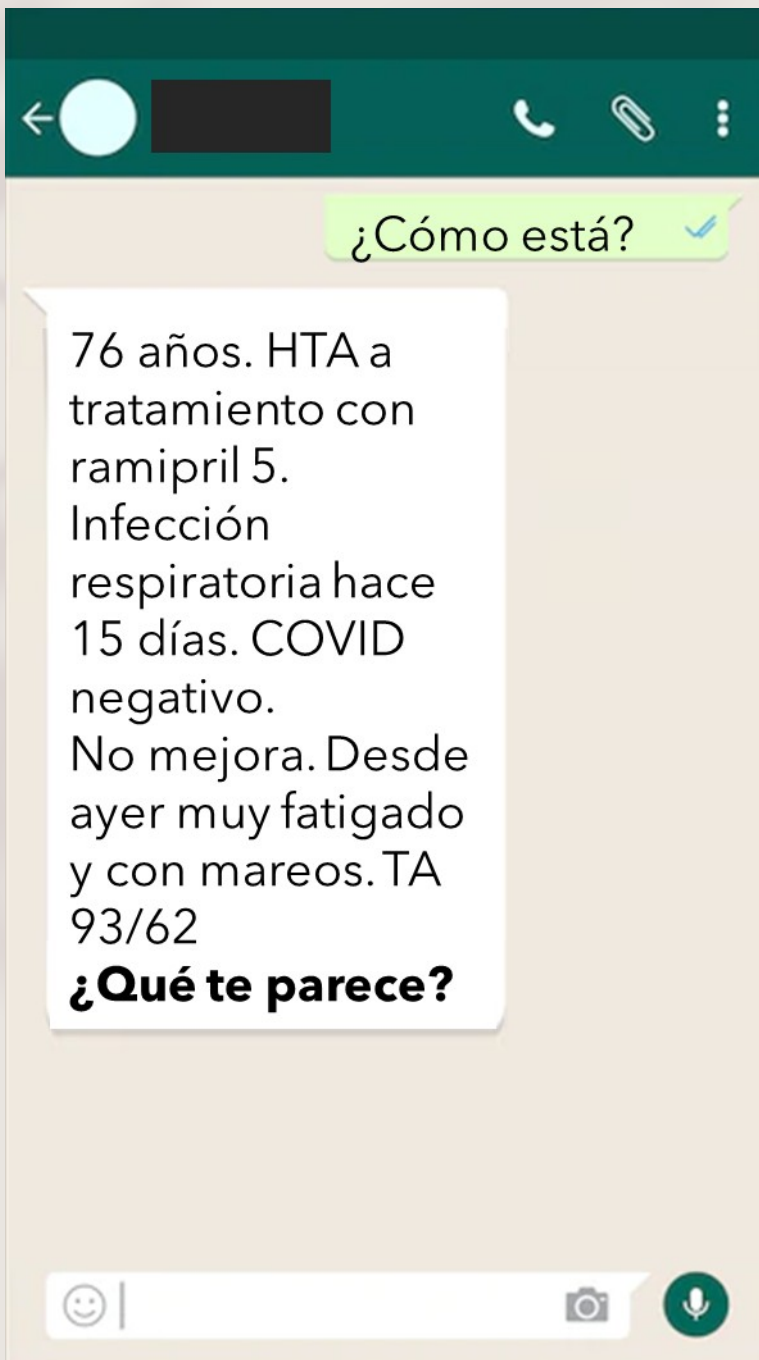 ¿Cómo está?
76 años. HTA a
tratamiento con
ramipril 5.
Infección
respiratoria hace
15 días. COVID
negativo.
No mejora. Desde
ayer muy fatigado
y con mareos. TA
93/62
¿Qué te parece?